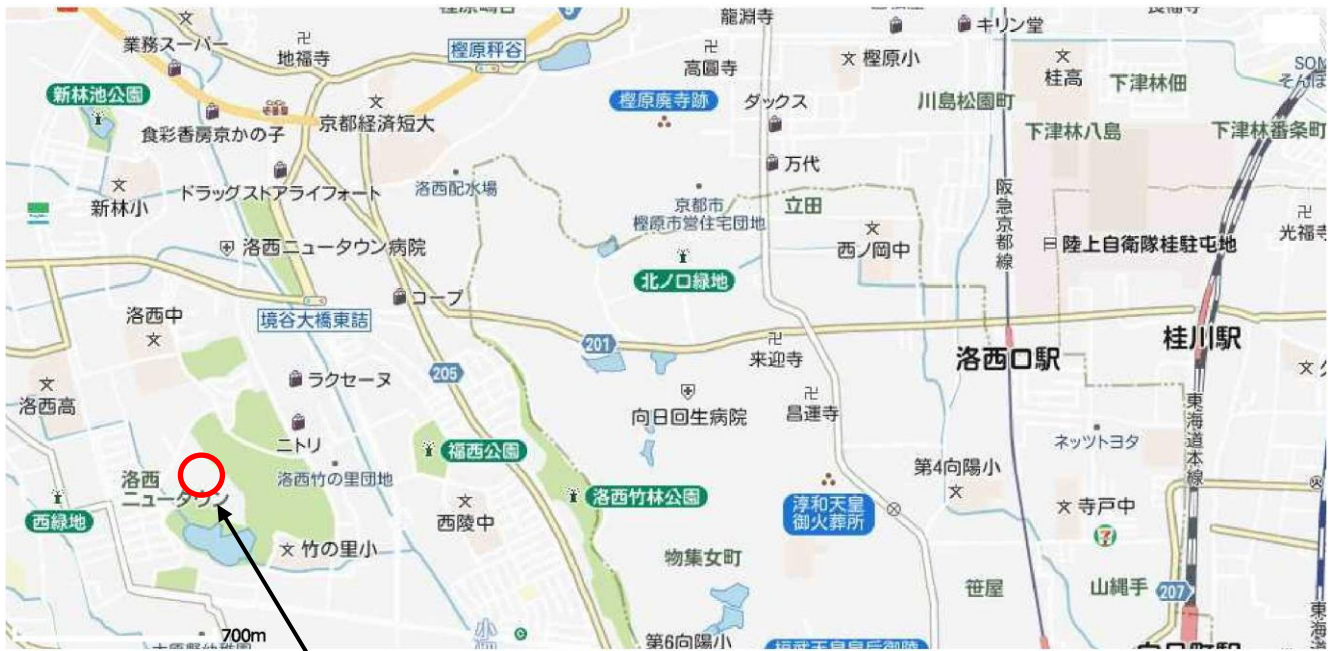 業務スーパー
地福寺
樫原秤谷
龍淵寺
高圓寺
キリン堂
樫原小
桂高
下津林佃
新林池公園
食彩香房京かの子
京都経済短大
樫原廃寺跡
ダックス
川島松園町
下津林八島
下津林番条町
万代
新林小
ドラッグストアライフォート
洛西配水場
京都市
樫原市営住宅団地
立田
阪急京都線
光福寺
洛西ニュータウン病院
西ノ岡中
陸上自衛隊桂駐屯地
北ノ口緑地
コープ
境谷大橋東詰
洛西中
201
来迎寺
洛西口駅
桂川駅
205
ラクセーヌ
洛西高
ニトリ
向日回生病院
昌運寺
東海道本線
ネッツトヨタ
福西公園
洛西
ニュータウン
洛西竹の里団地
第4向陽小
西緑地
西陵中
洛西竹林公園
淳和天皇
御火葬所
寺戸中
竹の里小
物集女町
笹屋
山縄手
207
700m
第6向陽小